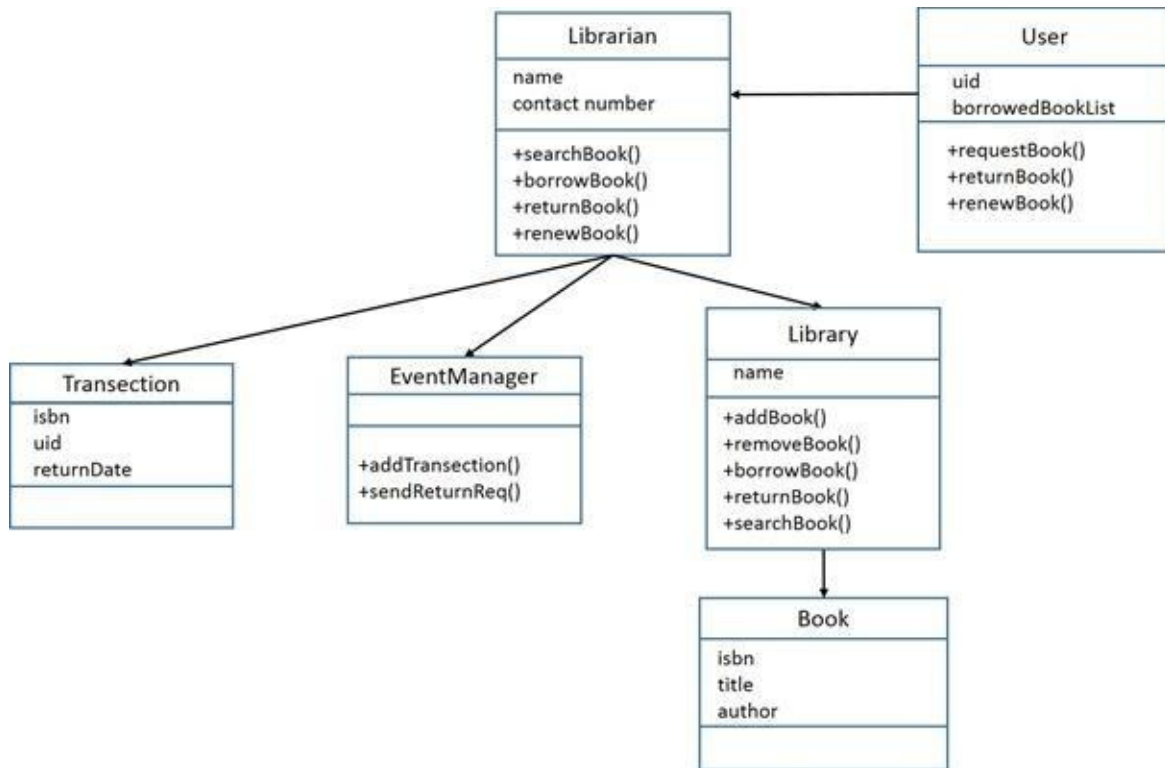 Librarian
name
contact number
+searchBook()
+borrowBook()
+returnBook()
+renewBook()
User
uid
borrowedBookList
+requestBook()
+returnBook()
+renewBook()
Transection
isbn
uid
returnDate
EventManager
+addTransection()
+sendReturnReq()
Library
name
+addBook()
+removeBook()
+borrowBook()
+returnBook()
+searchBook()
Book
isbn
title
author